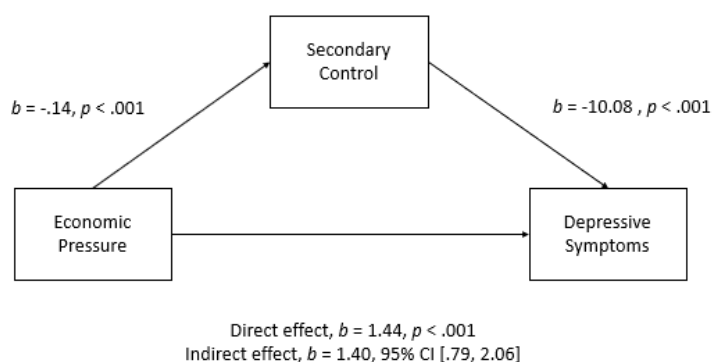 Secondary
Control
b = -.14, p < .001
b = -10.08 , p < .001
Economic
Pressure
Depressive
Symptoms
Direct effect, b = 1.44, p < .001
Indirect effect, b = 1.40, 95% CI [.79, 2.06]